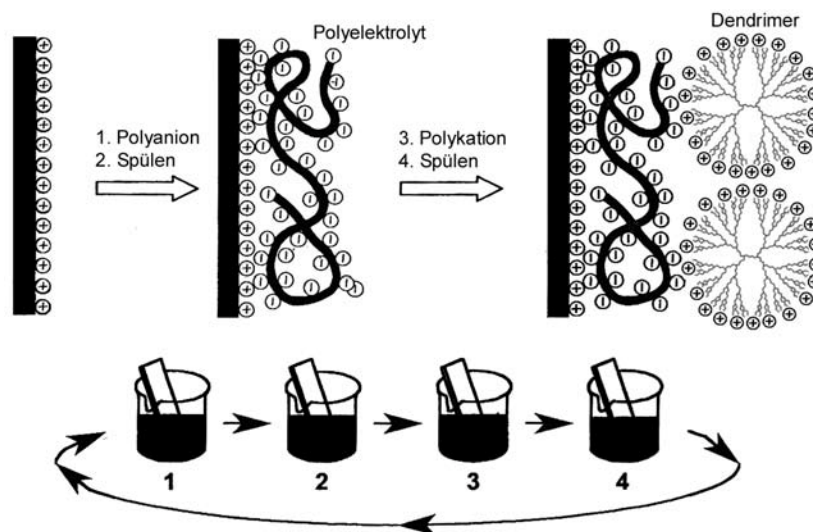 Polyelektrolyt
Dendrimer
1. Polyanion
2. Spülen
3. Polykation
4. Spülen
1
2
3
4